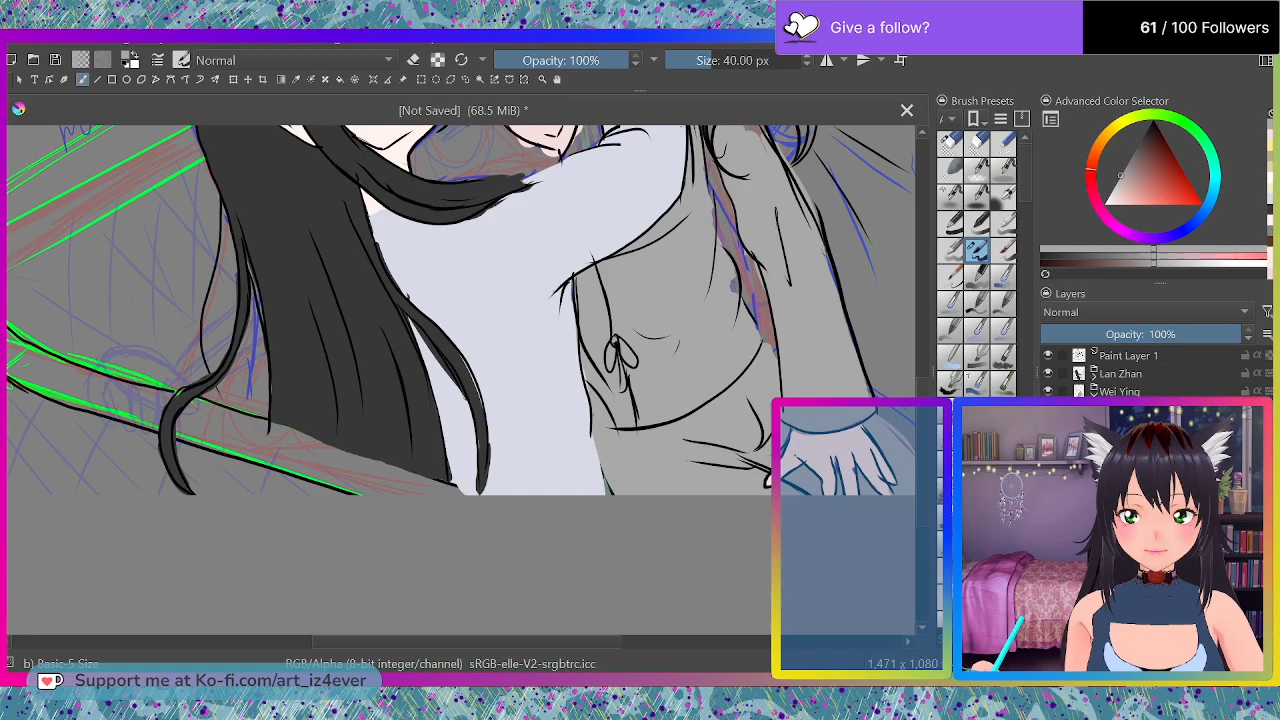 Give a follow?
61 / 100 Followers
Normal
Opacity: 100%
Size: 40.00 px
[Not Saved] (68.5 MiB) *
Brush Presets
Advanced Color Selector
Layers
Normal
Opacity: 100%
Paint Layer 1
Lan Zhan
Wei Ying
b) Basic-5 Size
RGB/Alpha (8-bit integer/channel) sRGB-elle-V2-srgbtrc.icc
1,471 x 1,080
Support me at Ko-fi.com/art_iz4ever